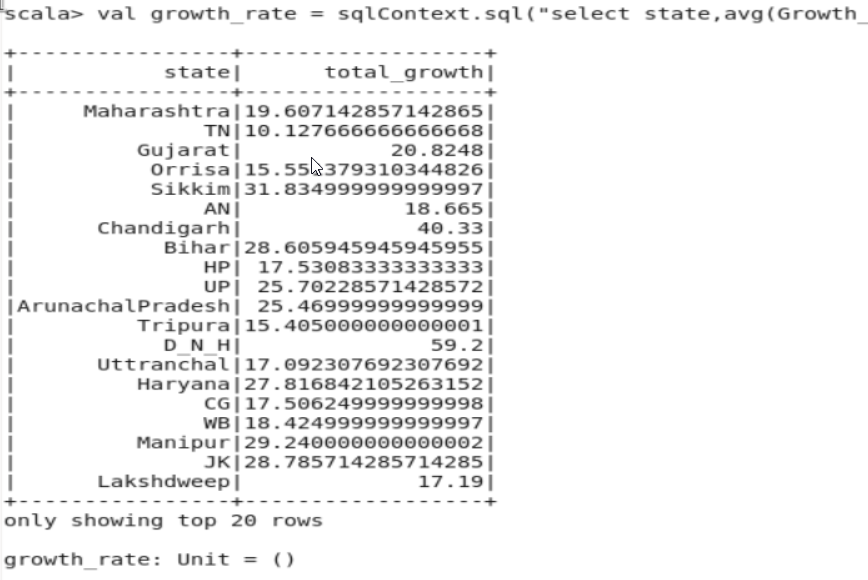 scala> val growth_rate = sqlContext.sql("select state,avg(Growth_
+-----------------+-------------------+
|            state|       total_growth|
+-----------------+-------------------+
|      Maharashtra|19.607142857142865|
|               TN|10.127666666666668|
|          Gujarat|           20.8248|
|           Orrisa|
|           Sikkim|31.834999999999997|
|               AN|            18.665|
|       Chandigarh|             40.33|
|            Bihar|28.605945945945955|
|               HP| 17.53083333333333|
|               UP| 25.70228571428572|
|ArunachalPradesh| 25.46999999999999|
|          Tripura|15.405000000000001|
|            D_N_H|              59.2|
|       Uttranchal|17.092307692307692|
|          Haryana|27.816842105263152|
|               CG|17.506249999999998|
|               WB|18.424999999999997|
|          Manipur|29.240000000000002|
|               JK|28.785714285714285|
|       Lakshdweep|             17.19|
+-----------------+-------------------+
only showing top 20 rows
growth_rate: Unit = ()